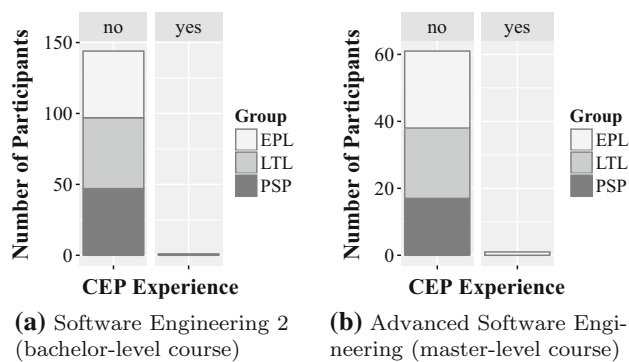 no yes
150
100
50
0
Number of Participants
Group
EPL
LTL
PSP
CEP Experience
(a) Software Engineering 2
(bachelor-level course)
no yes
60
40
20
0
Number of Participants
Group
EPL
LTL
PSP
CEP Experience
(b) Advanced Software Engi-
neering (master-level course)